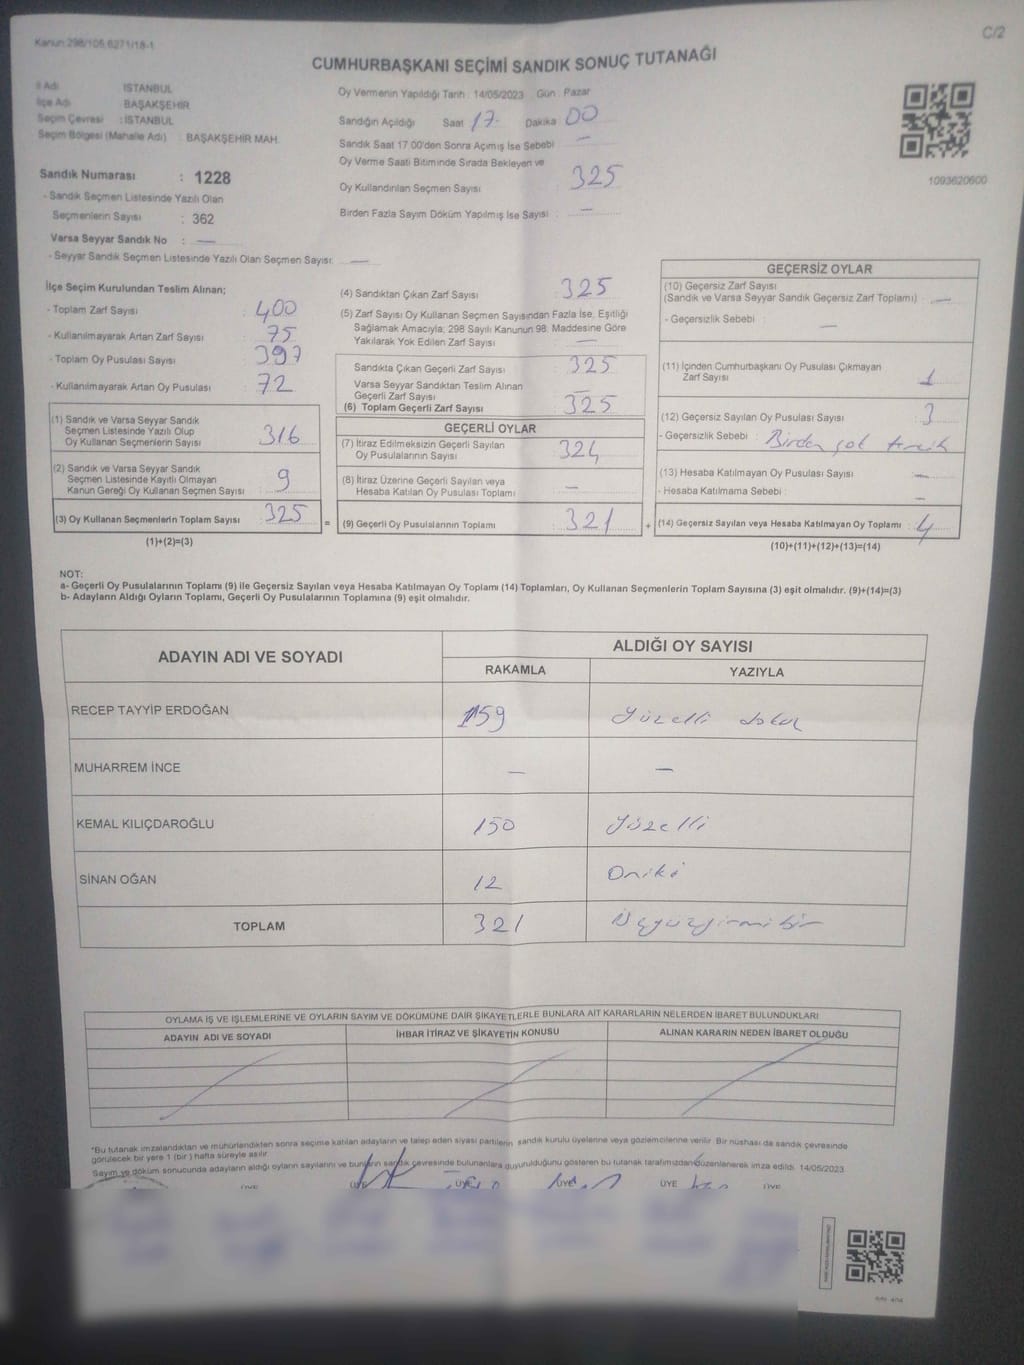 Kanun:298/105,6271/18-1
C/2
CUMHURBAŞKANI SEÇİMİ SANDIK SONUÇ TUTANAĞI
İl Adı İSTANBUL
İlçe Adı BAŞAKŞEHİR
Seçim Çevresi : İSTANBUL
Seçim Bölgesi (Mahalle Adı) : BAŞAKŞEHİR MAH.
Sandık Numarası : 1228
- Sandık Seçmen Listesinde Yazılı Olan
Seçmenlerin Sayısı : 362
Varsa Seyyar Sandık No : —
- Seyyar Sandık Seçmen Listesinde Yazılı Olan Seçmen Sayısı: —
Oy Vermenin Yapıldığı Tarih : 14/05/2023 Gün : Pazar
Sandığın Açıldığı Saat 17 Dakika 00
Sandık Saat 17.00'den Sonra Açımış İse Sebebi —
Oy Verme Saati Bitiminde Sırada Bekleyen ve
Oy Kullandırılan Seçmen Sayısı 325
Birden Fazla Sayım Döküm Yapılmış İse Sayısı : —
1093620600
İlçe Seçim Kurulundan Teslim Alınan;
- Toplam Zarf Sayısı : 400
- Kullanılmayarak Artan Zarf Sayısı : 75
- Toplam Oy Pusulası Sayısı 397
- Kullanılmayarak Artan Oy Pusulası : 72
(1) Sandık ve Varsa Seyyar Sandık
Seçmen Listesinde Yazılı Olup
Oy Kullanan Seçmenlerin Sayısı 316
(2) Sandık ve Varsa Seyyar Sandık
Seçmen Listesinde Kayıtlı Olmayan
Kanun Gereği Oy Kullanan Seçmen Sayısı 9
(3) Oy Kullanan Seçmenlerin Toplam Sayısı : 325
(1)+(2)=(3)
=
(4) Sandıktan Çıkan Zarf Sayısı 325
(5) Zarf Sayısı Oy Kullanan Seçmen Sayısından Fazla İse, Eşitliği
Sağlamak Amacıyla; 298 Sayılı Kanunun 98. Maddesine Göre
Yakılarak Yok Edilen Zarf Sayısı —
Sandıkta Çıkan Geçerli Zarf Sayısı 325
Varsa Seyyar Sandıktan Teslim Alınan
Geçerli Zarf Sayısı —
(6) Toplam Geçerli Zarf Sayısı 325
GEÇERLİ OYLAR
(7) İtiraz Edilmeksizin Geçerli Sayılan
Oy Pusulalarının Sayısı 324
(8) İtiraz Üzerine Geçerli Sayılan veya
Hesaba Katılan Oy Pusulası Toplamı —
(9) Geçerli Oy Pusulalarının Toplamı 321
+
GEÇERSİZ OYLAR
(10) Geçersiz Zarf Sayısı
(Sandık ve Varsa Seyyar Sandık Geçersiz Zarf Toplamı) : —
- Geçersizlik Sebebi : —
(11) İçinden Cumhurbaşkanı Oy Pusulası Çıkmayan
Zarf Sayısı 1
(12) Geçersiz Sayılan Oy Pusulası Sayısı : 3
- Geçersizlik Sebebi : Birden çok tercih
(13) Hesaba Katılmayan Oy Pusulası Sayısı —
- Hesaba Katılmama Sebebi : —
(14) Geçersiz Sayılan veya Hesaba Katılmayan Oy Toplamı : 4
(10)+(11)+(12)+(13)=(14)
NOT:
a- Geçerli Oy Pusulalarının Toplamı (9) ile Geçersiz Sayılan veya Hesaba Katılmayan Oy Toplamı (14) Toplamları, Oy Kullanan Seçmenlerin Toplam Sayısına (3) eşit olmalıdır. (9)+(14)=(3)
b- Adayların Aldığı Oyların Toplamı, Geçerli Oy Pusulalarının Toplamına (9) eşit olmalıdır.
ADAYIN ADI VE SOYADI
ALDIĞI OY SAYISI
RAKAMLA YAZIYLA
RECEP TAYYİP ERDOĞAN 159 yüzelli dokuz
MUHARREM İNCE — —
KEMAL KILIÇDAROĞLU 150 yüzelli
SİNAN OĞAN 12 Oniki
TOPLAM 321 Üçyüzyirmibir
OYLAMA İŞ VE İŞLEMLERİNE VE OYLARIN SAYIM VE DÖKÜMÜNE DAİR ŞİKAYETLERLE BUNLARA AİT KARARLARIN NELERDEN İBARET BULUNDUKLARI
ADAYIN ADI VE SOYADI İHBAR İTİRAZ VE ŞİKAYETİN KONUSU ALINAN KARARIN NEDEN İBARET OLDUĞU
*Bu tutanak imzalandıktan ve mühürlendikten sonra seçime katılan adayların ve talep eden siyasi partilerin sandık kurulu üyelerine veya gözlemcilerine verilir. Bir nüshası da sandık çevresinde
görülecek bir yere 1 (bir) hafta süreyle asılır.
Sayım ve döküm sonucunda adayların aldığı oyların sayılarını ve bunların sandık çevresinde bulunanlara duyurulduğunu gösteren bu tutanak tarafımızdan düzenlenerek imza edildi. 14/05/2023
ÜYE ÜYE ÜYE ÜYE ÜYE ÜYE